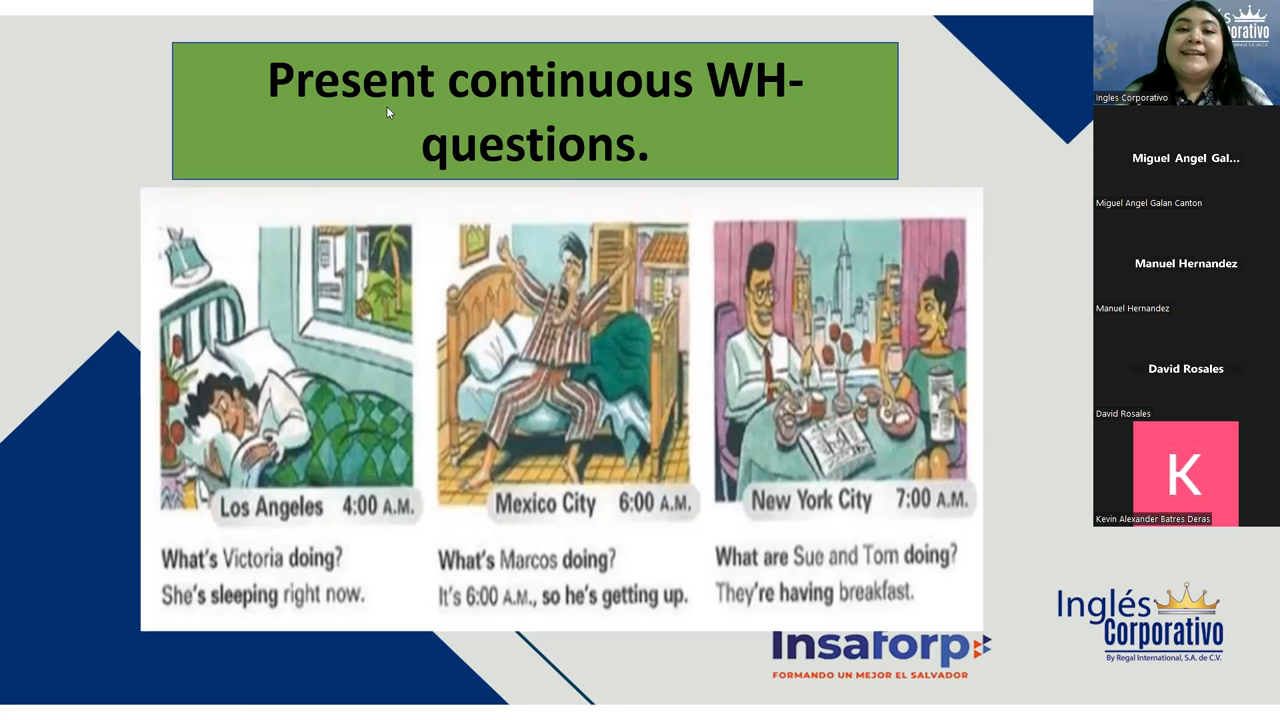 Present continuous WH-
questions.
Los Angeles 4:00 A.M.
What's Victoria doing?
She's sleeping right now.
Mexico City 6:00 A.M.
What's Marcos doing?
It's 6:00 A.M., so he's getting up.
New York City 7:00 A.M.
What are Sue and Tom doing?
They're having breakfast.
Insaforp
FORMANDO UN MEJOR EL SALVADOR
Inglés
Corporativo
By Regal International, S.A. de C.V.
Inglés Corporativo
Miguel Angel Gal...
Miguel Angel Galan Canton
Manuel Hernandez
Manuel Hernandez
David Rosales
David Rosales
K
Kevin Alexander Batres Deras